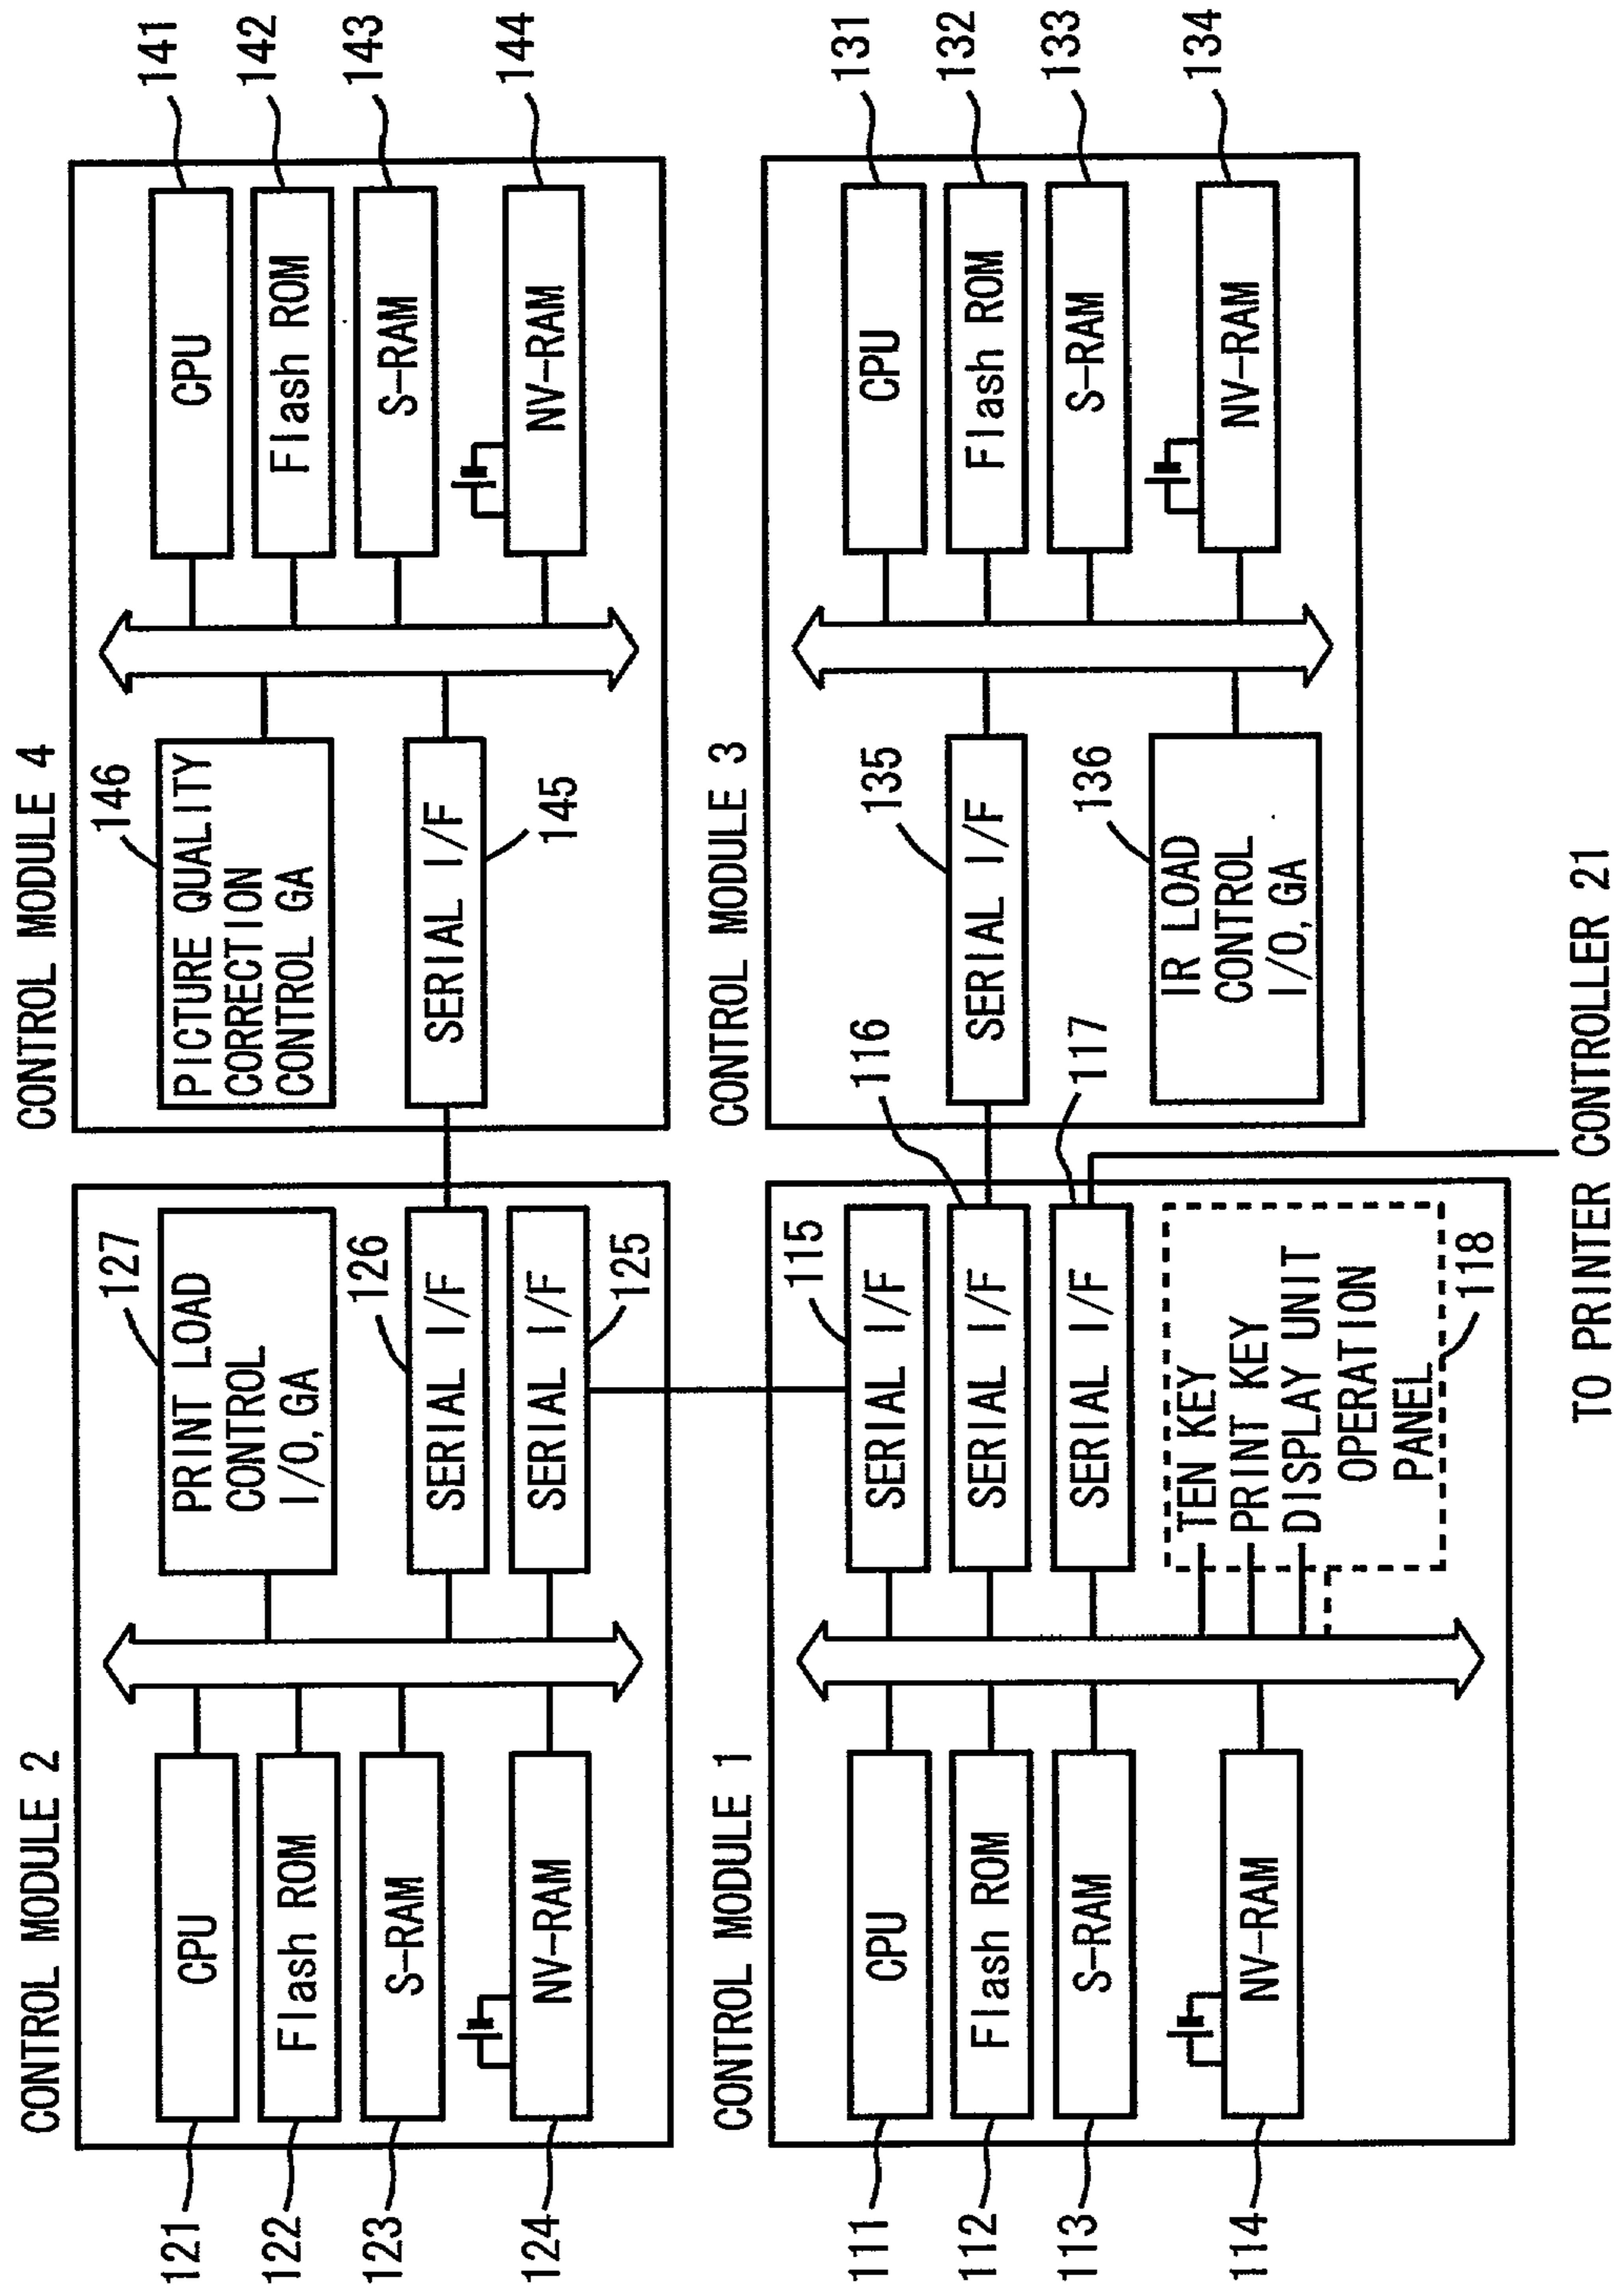 CONTROL MODULE 2
121
CPU
122
Flash ROM
123
S-RAM
124
NV-RAM
127
PRINT LOAD
CONTROL
I/O, GA
126
SERIAL I/F
SERIAL I/F
125
CONTROL MODULE 4
146
PICTURE QUALITY
CORRECTION
CONTROL GA
SERIAL I/F
145
CPU
141
Flash ROM
142
S-RAM
143
NV-RAM
144
CONTROL MODULE 1
111
CPU
112
Flash ROM
113
S-RAM
114
NV-RAM
115
SERIAL I/F
116
SERIAL I/F
117
SERIAL I/F
TEN KEY
PRINT KEY
DISPLAY UNIT
OPERATION
PANEL
118
CONTROL MODULE 3
135
SERIAL I/F
136
IR LOAD
CONTROL
I/O, GA
CPU
131
Flash ROM
132
S-RAM
133
NV-RAM
134
TO PRINTER CONTROLLER 21